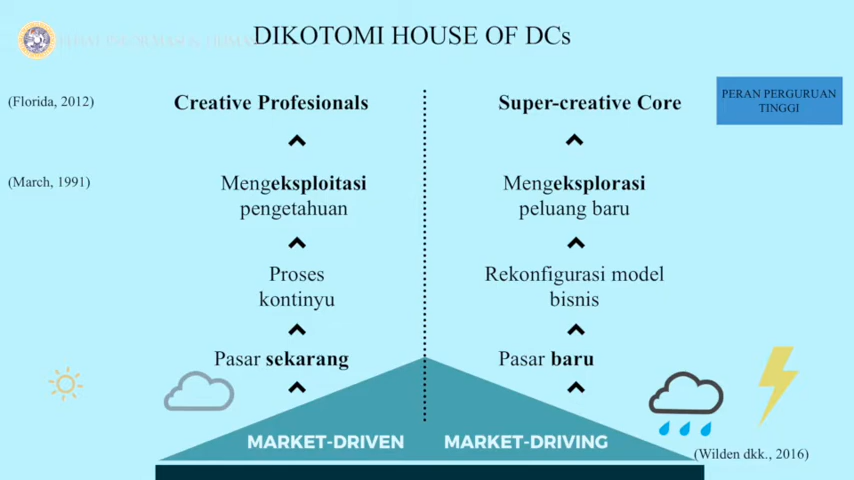 DIKOTOMI HOUSE OF DCs
(Florida, 2012)
Creative Profesionals
Super-creative Core
PERAN PERGURUAN
TINGGI
(March, 1991)
Mengeksploitasi
pengetahuan
Mengeksplorasi
peluang baru
Proses
kontinyu
Rekonfigurasi model
bisnis
Pasar sekarang
Pasar baru
MARKET-DRIVEN
MARKET-DRIVING
(Wilden dkk., 2016)